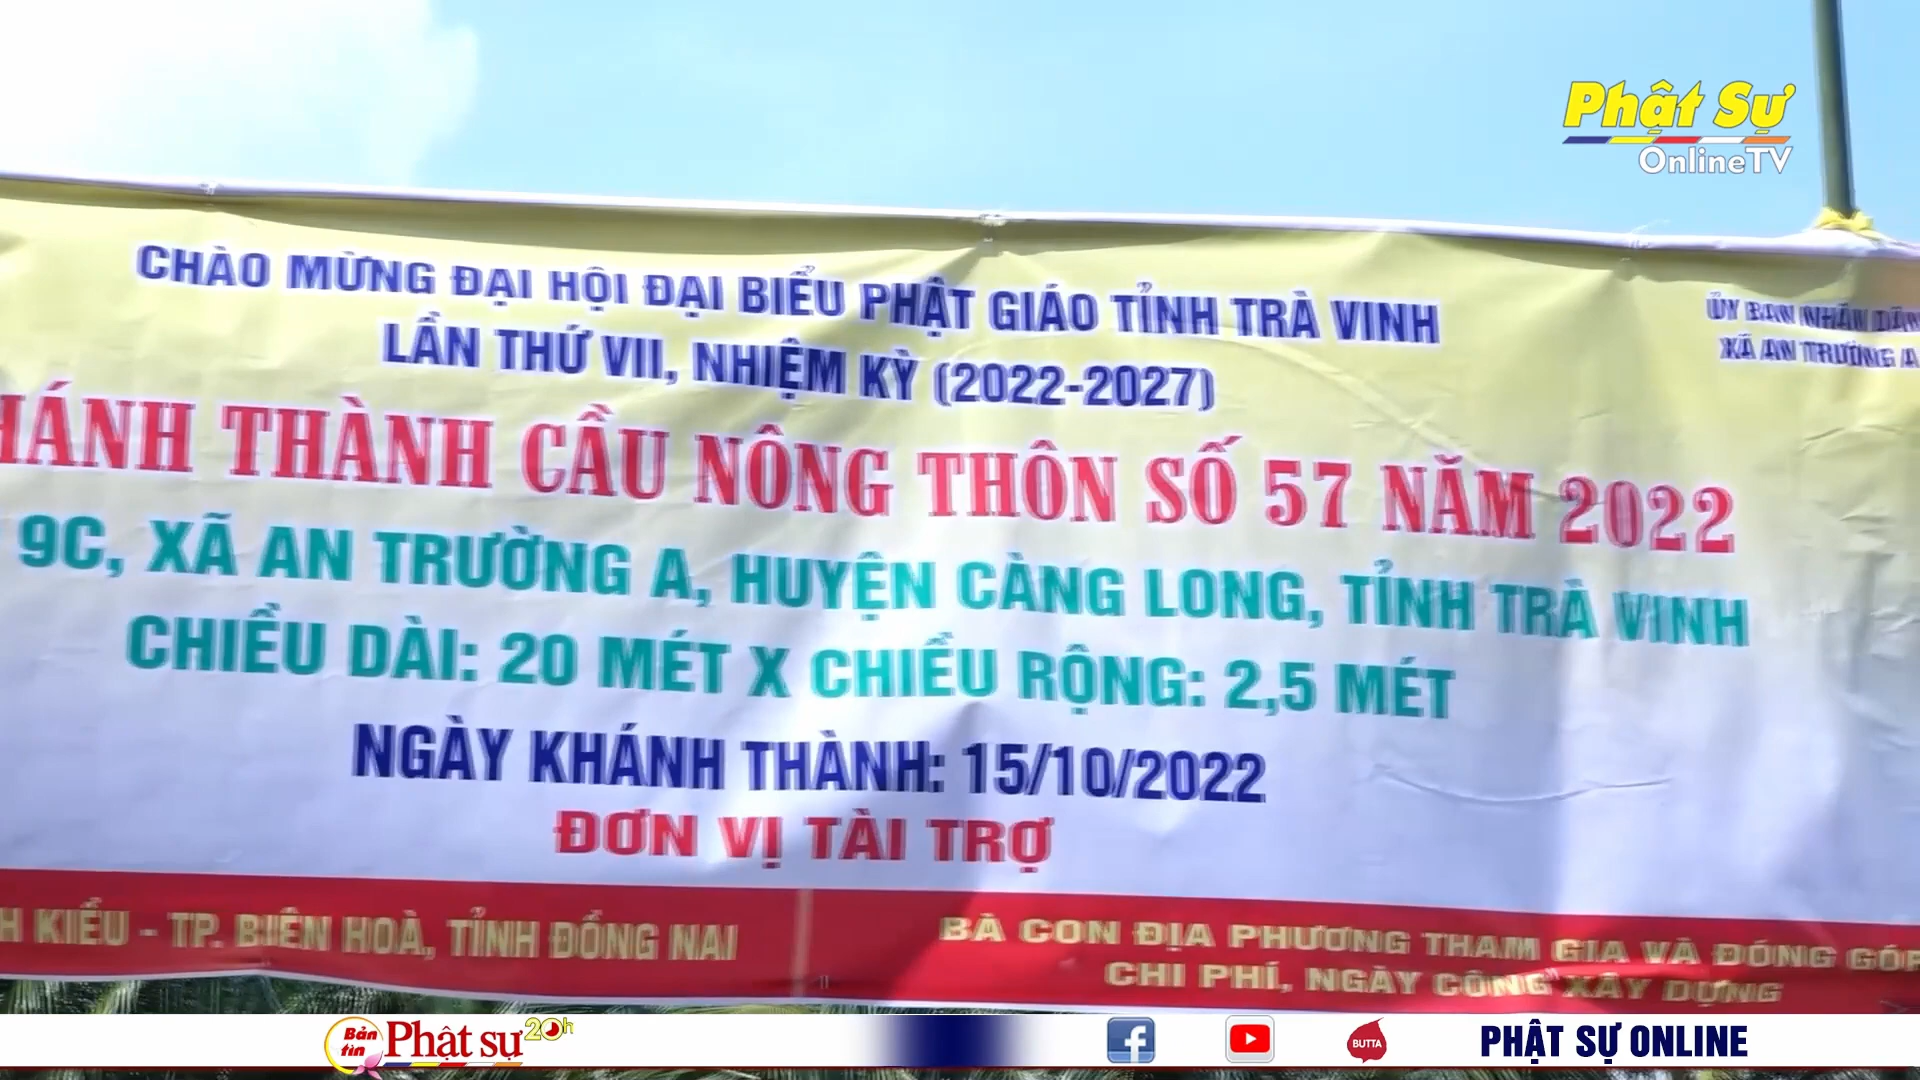 Phật Sự
OnlineTV
CHÀO MỪNG ĐẠI HỘI ĐẠI BIỂU PHẬT GIÁO TỈNH TRÀ VINH
LẦN THỨ VII, NHIỆM KỲ (2022-2027)
ỦY BAN NHÂN DÂN
XÃ AN TRƯỜNG A
HÁNH THÀNH CẦU NÔNG THÔN SỐ 57 NĂM 2022
9C, XÃ AN TRƯỜNG A, HUYỆN CÀNG LONG, TỈNH TRÀ VINH
CHIỀU DÀI: 20 MÉT X CHIỀU RỘNG: 2,5 MÉT
NGÀY KHÁNH THÀNH: 15/10/2022
ĐƠN VỊ TÀI TRỢ
H KIỀU - TP. BIÊN HOÀ, TỈNH ĐỒNG NAI
BÀ CON ĐỊA PHƯƠNG THAM GIA VÀ ĐÓNG GÓP
CHI PHÍ, NGÀY CÔNG XÂY DỰNG
Bản tin Phật sự 20h
BUTTA
PHẬT SỰ ONLINE